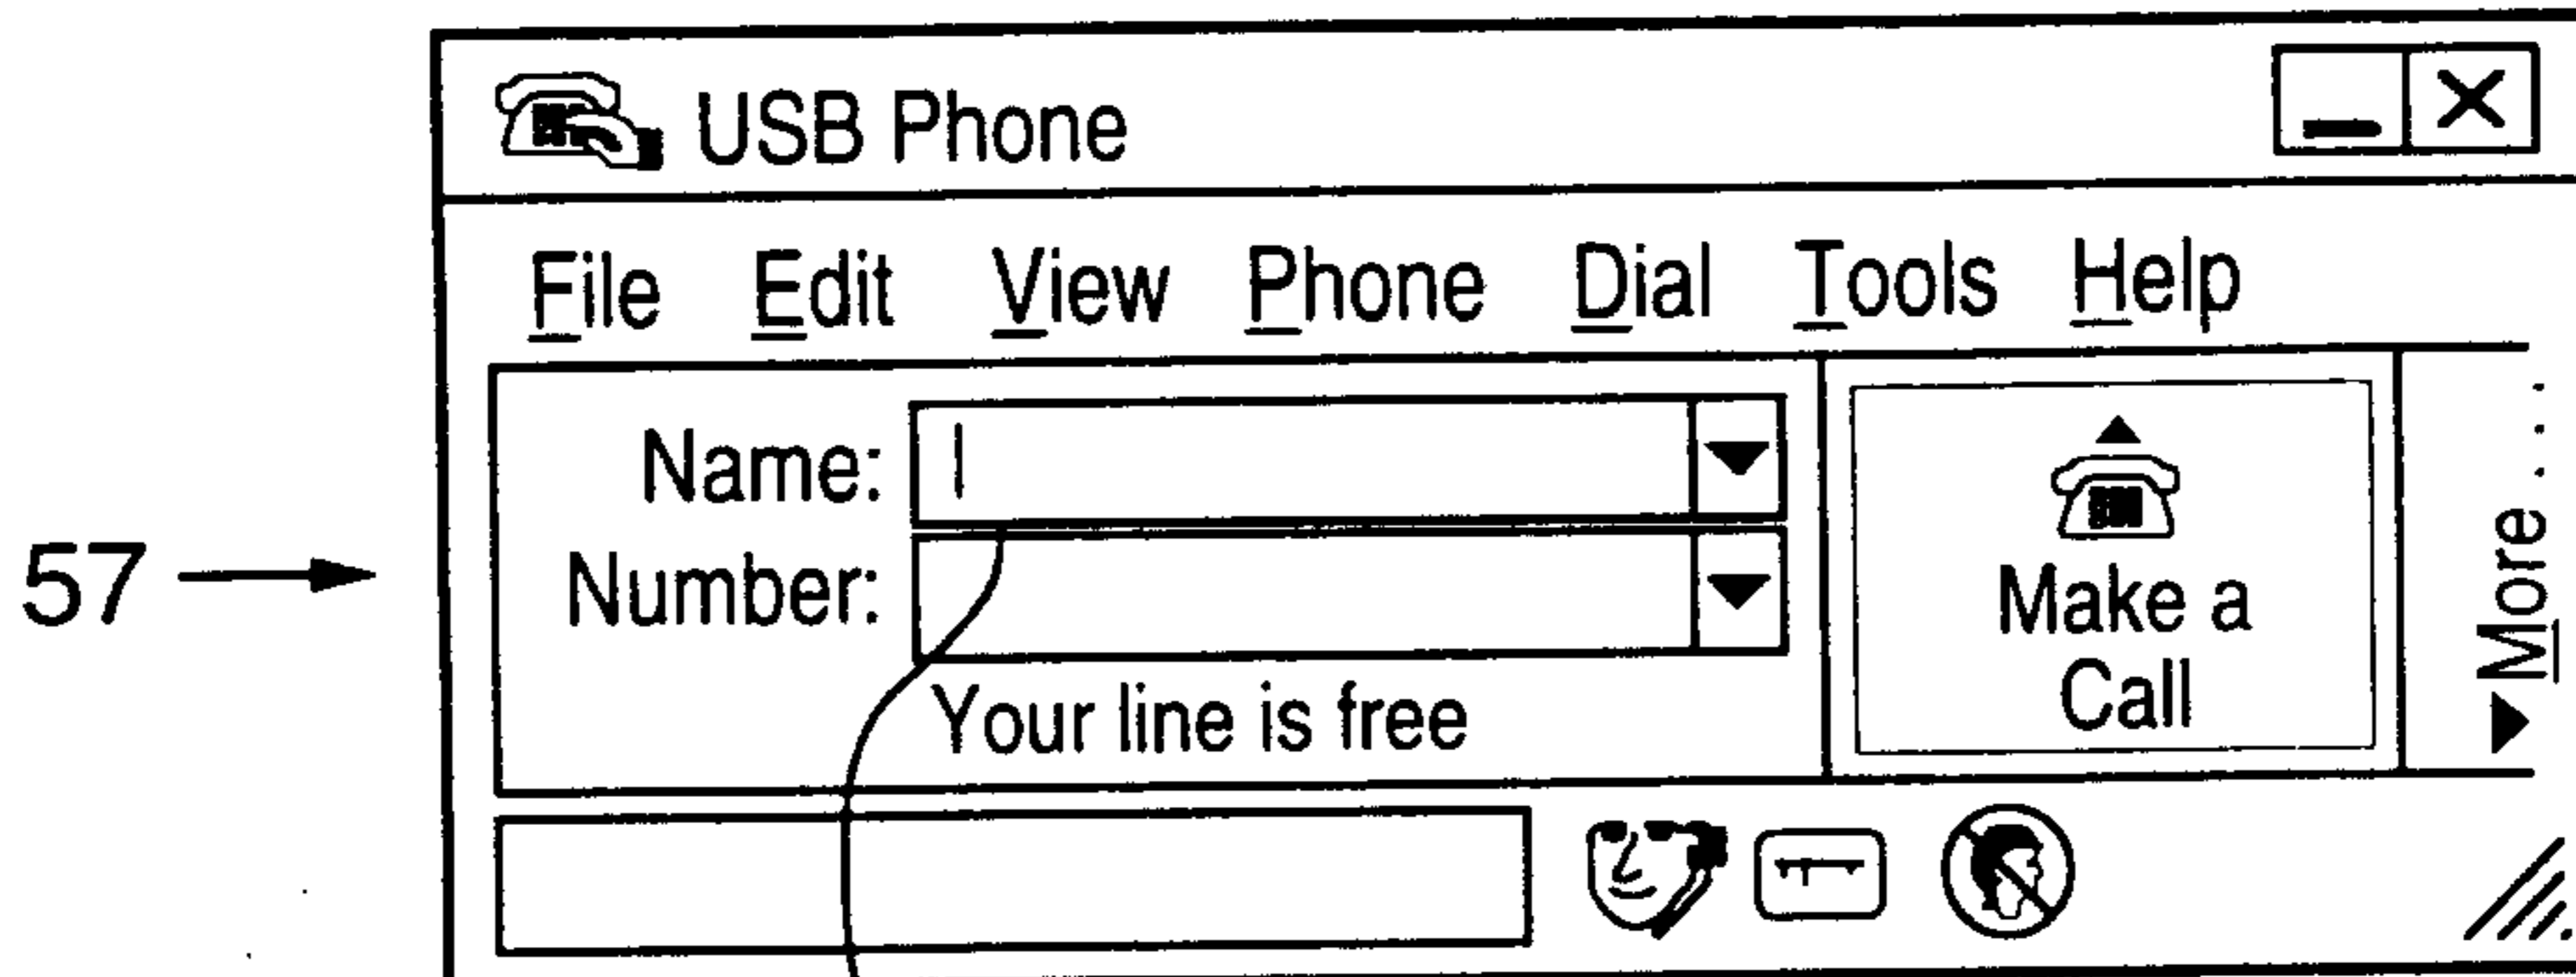 USB Phone
File Edit View Phone Dial Tools Help
Name:
Number:
Your line is free
Make a
Call
More . . .
57